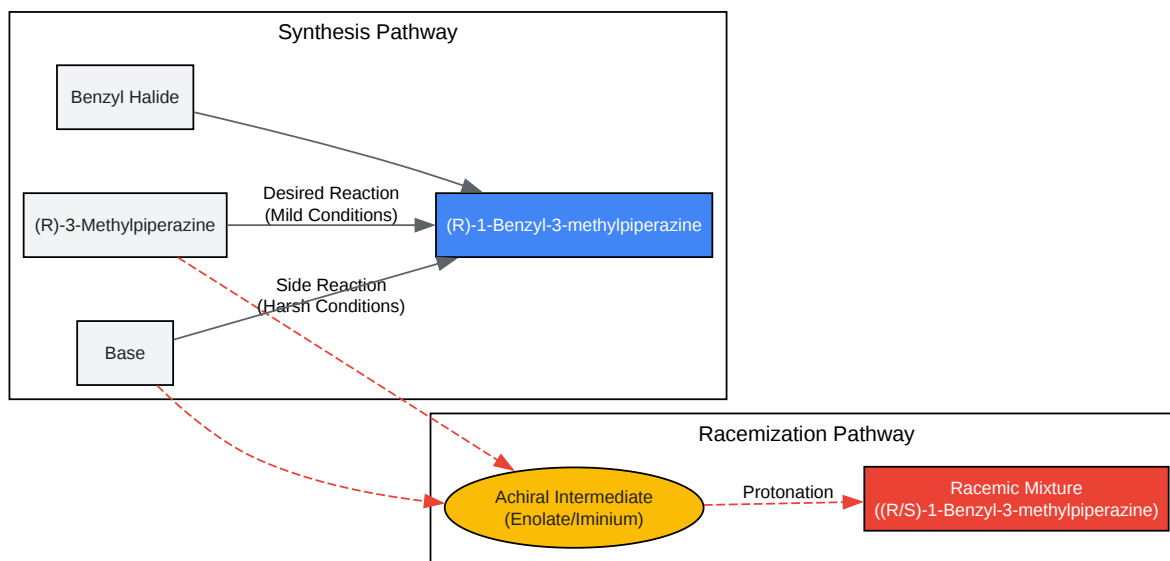 Synthesis Pathway
Benzyl Halide
(R)-3-Methylpiperazine
Desired Reaction
(Mild Conditions)
(R)-1-Benzyl-3-methylpiperazine
Side Reaction
(Harsh Conditions)
Base
Racemization Pathway
Achiral Intermediate
(Enolate/Iminium)
Protonation
Racemic Mixture
((R/S)-1-Benzyl-3-methylpiperazine)